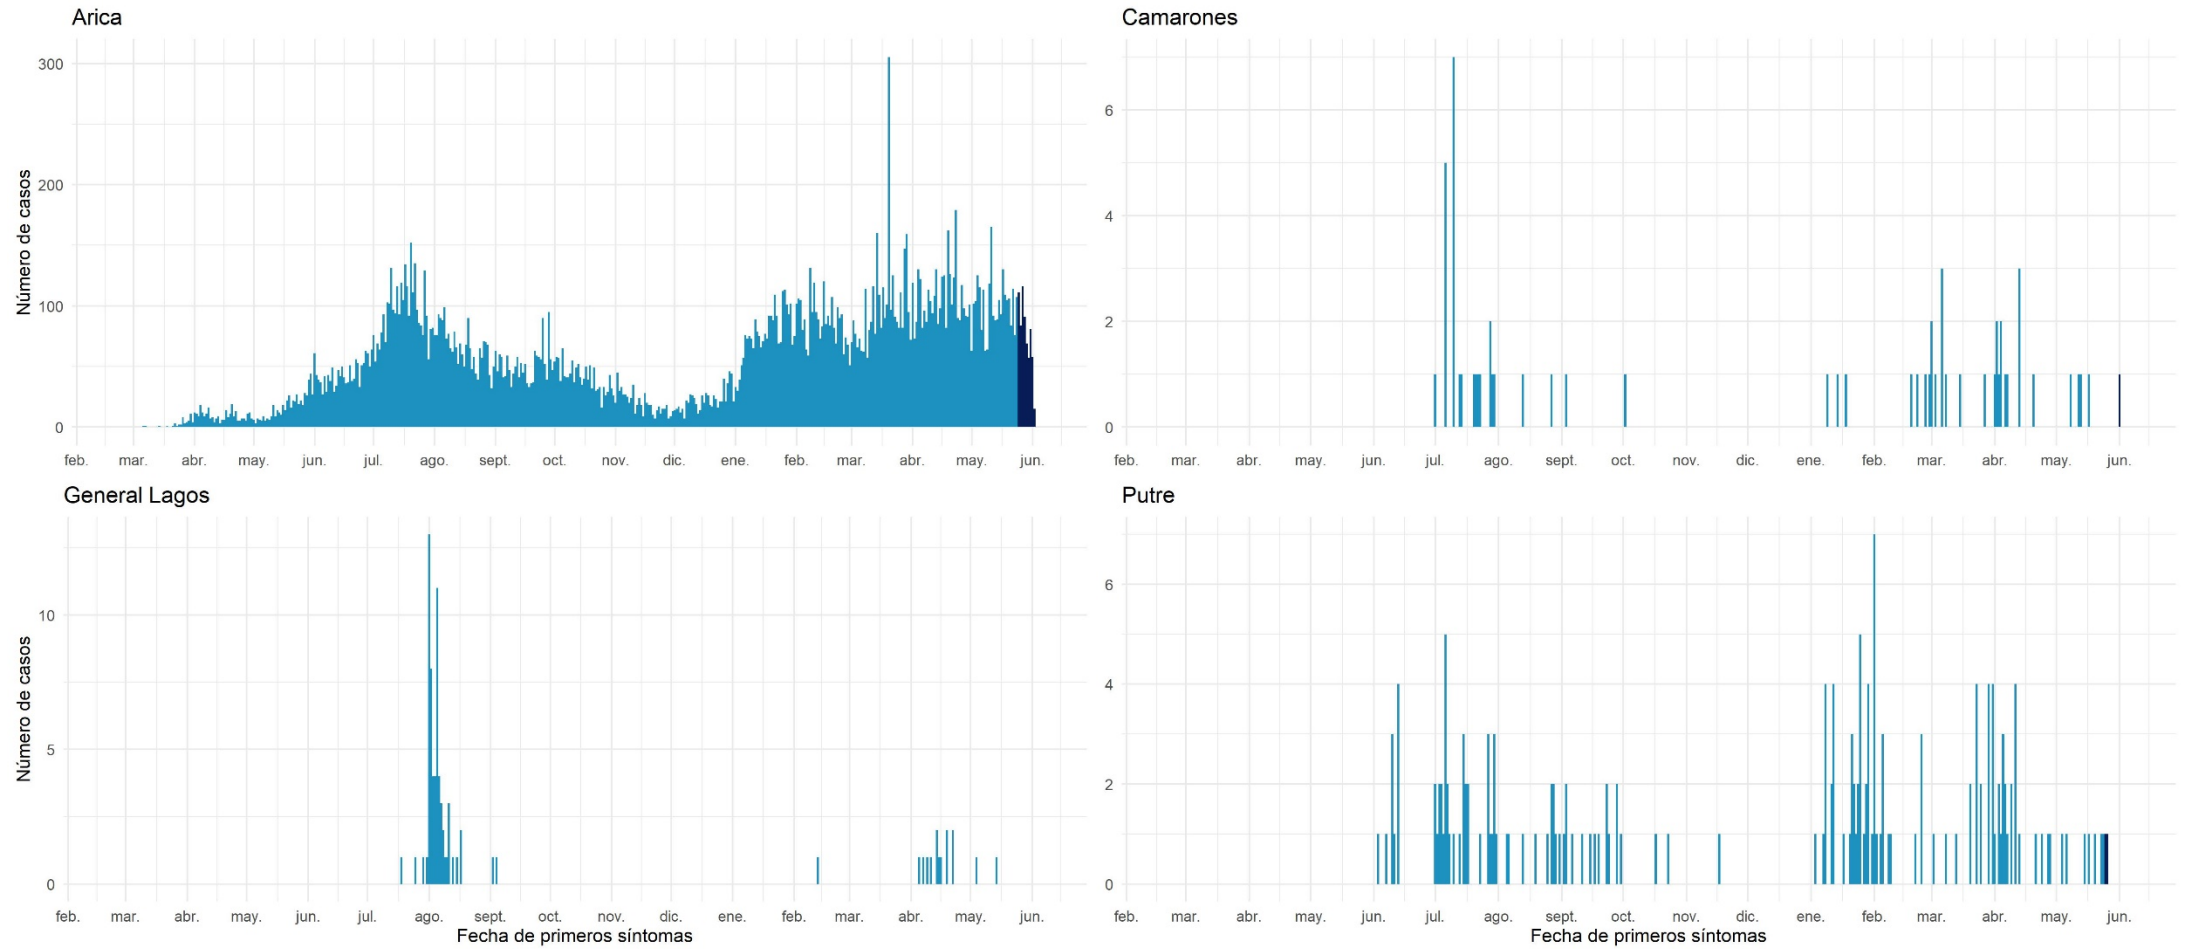 Arica
Número de casos
300
200
100
0
feb. mar. abr. may. jun. jul. ago. sept. oct. nov. dic. ene. feb. mar. abr. may. jun.
Camarones
6
4
2
0
feb. mar. abr. may. jun. jul. ago. sept. oct. nov. dic. ene. feb. mar. abr. may. jun.
General Lagos
Número de casos
10
5
0
feb. mar. abr. may. jun. jul. ago. sept. oct. nov. dic. ene. feb. mar. abr. may. jun.
Fecha de primeros síntomas
Putre
6
4
2
0
feb. mar. abr. may. jun. jul. ago. sept. oct. nov. dic. ene. feb. mar. abr. may. jun.
Fecha de primeros síntomas